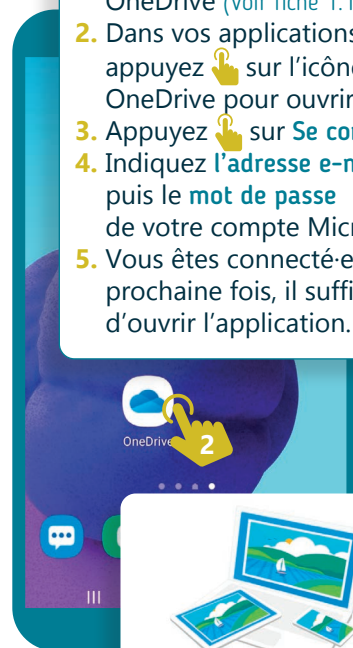 OneDrive (voir fiche 1.1
2. Dans vos applications
appuyez sur l'icône
OneDrive pour ouvrir
3. Appuyez sur Se co
4. Indiquez l'adresse e-m
puis le mot de passe
de votre compte Micr
5. Vous êtes connecté·e
prochaine fois, il suffi
d'ouvrir l'application.
OneDrive
2